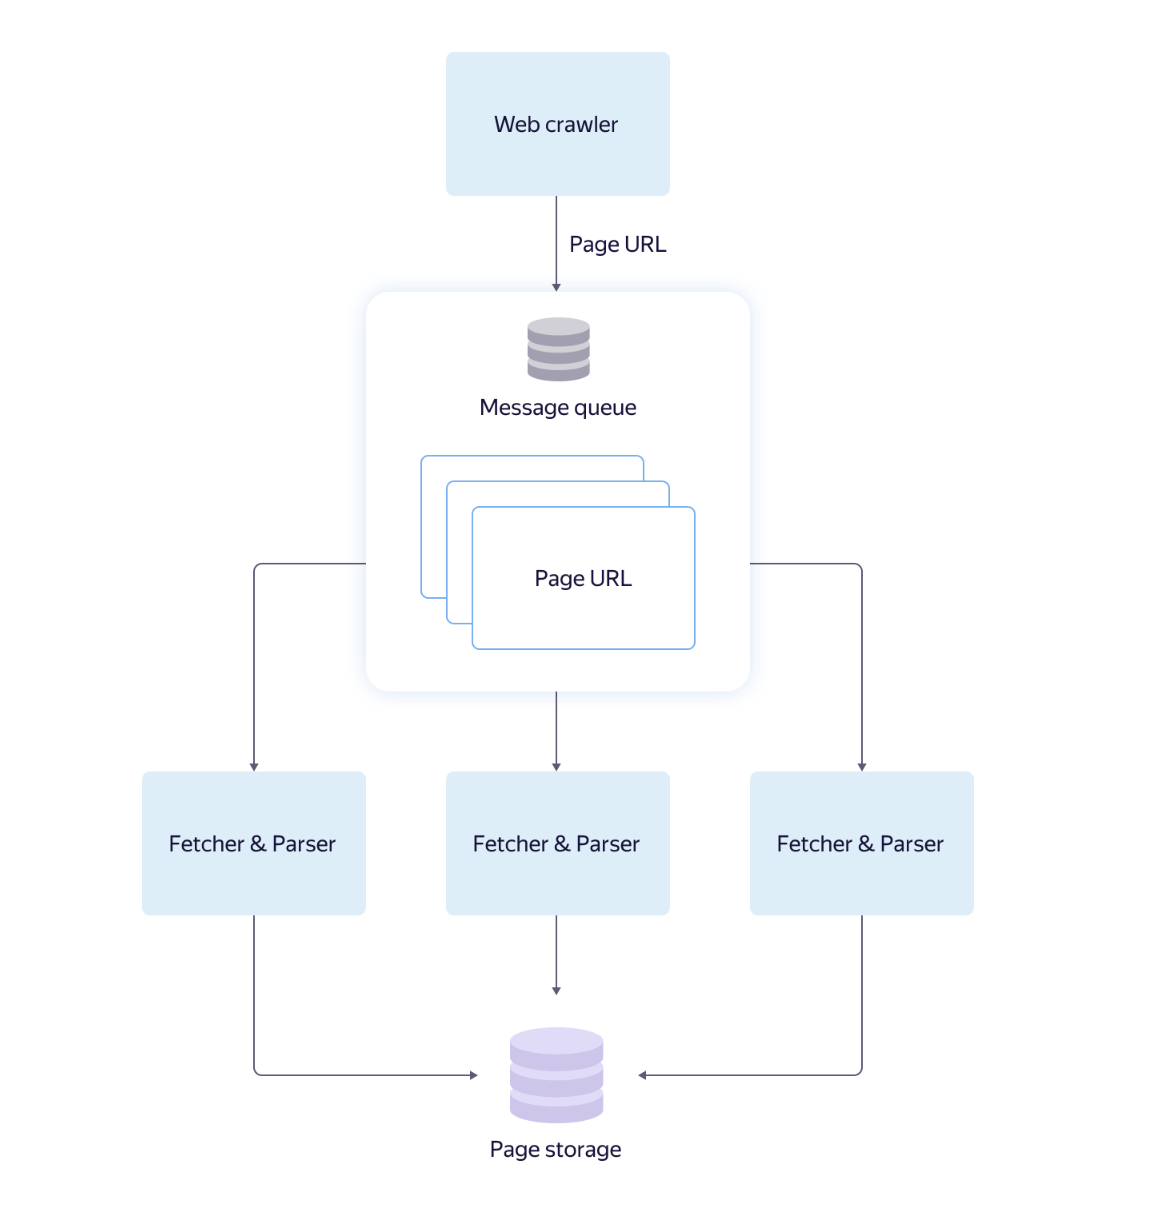 Web crawler
Page URL
Message queue
Page URL
Fetcher & Parser
Fetcher & Parser
Fetcher & Parser
Page storage